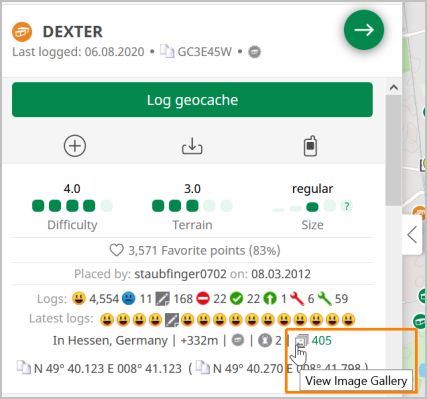 DEXTER
Last logged: 06.08.2020 • GC3E45W •
Log geocache
4.0 3.0 regular
?
Difficulty Terrain Size
3,571 Favorite points (83%)
Placed by: staubfinger0702 on: 08.03.2012
Logs: 4,554 11 168 22 22 1 6 59
Latest logs:
In Hessen, Germany | +332m | | 2 | 405
N 49° 40.123 E 008° 41.123 ( N 49° 40.270 E 008° 41.798 )
View Image Gallery